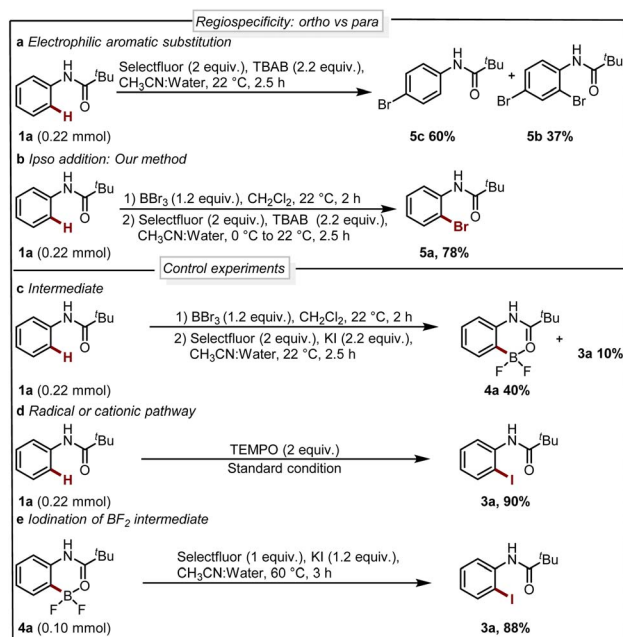 Regiospecificity: ortho vs para
a Electrophilic aromatic substitution
H
N
tBu
O
H
1a (0.22 mmol)
Selectfluor (2 equiv.), TBAB (2.2 equiv.),
CH3CN:Water, 22 °C, 2.5 h
H
N
tBu
O
Br
5c 60%
+
H
N
tBu
O
Br
Br
5b 37%
b Ipso addition: Our method
H
N
tBu
O
H
1a (0.22 mmol)
1) BBr3 (1.2 equiv.), CH2Cl2, 22 °C, 2 h
2) Selectfluor (2 equiv.), TBAB (2.2 equiv.),
CH3CN:Water, 0 °C to 22 °C, 2.5 h
H
N
tBu
O
Br
5a, 78%
Control experiments
c Intermediate
H
N
tBu
O
H
1a (0.22 mmol)
1) BBr3 (1.2 equiv.), CH2Cl2, 22 °C, 2 h
2) Selectfluor (2 equiv.), KI (2.2 equiv.),
CH3CN:Water, 22 °C, 2.5 h
H
N
tBu
O
B
F F
4a 40%
+
3a 10%
d Radical or cationic pathway
H
N
tBu
O
H
1a (0.22 mmol)
TEMPO (2 equiv.)
Standard condition
H
N
tBu
O
I
3a, 90%
e Iodination of BF2 intermediate
H
N
tBu
O
B
F F
4a (0.10 mmol)
Selectfluor (1 equiv.), KI (1.2 equiv.),
CH3CN:Water, 60 °C, 3 h
H
N
tBu
O
I
3a, 88%